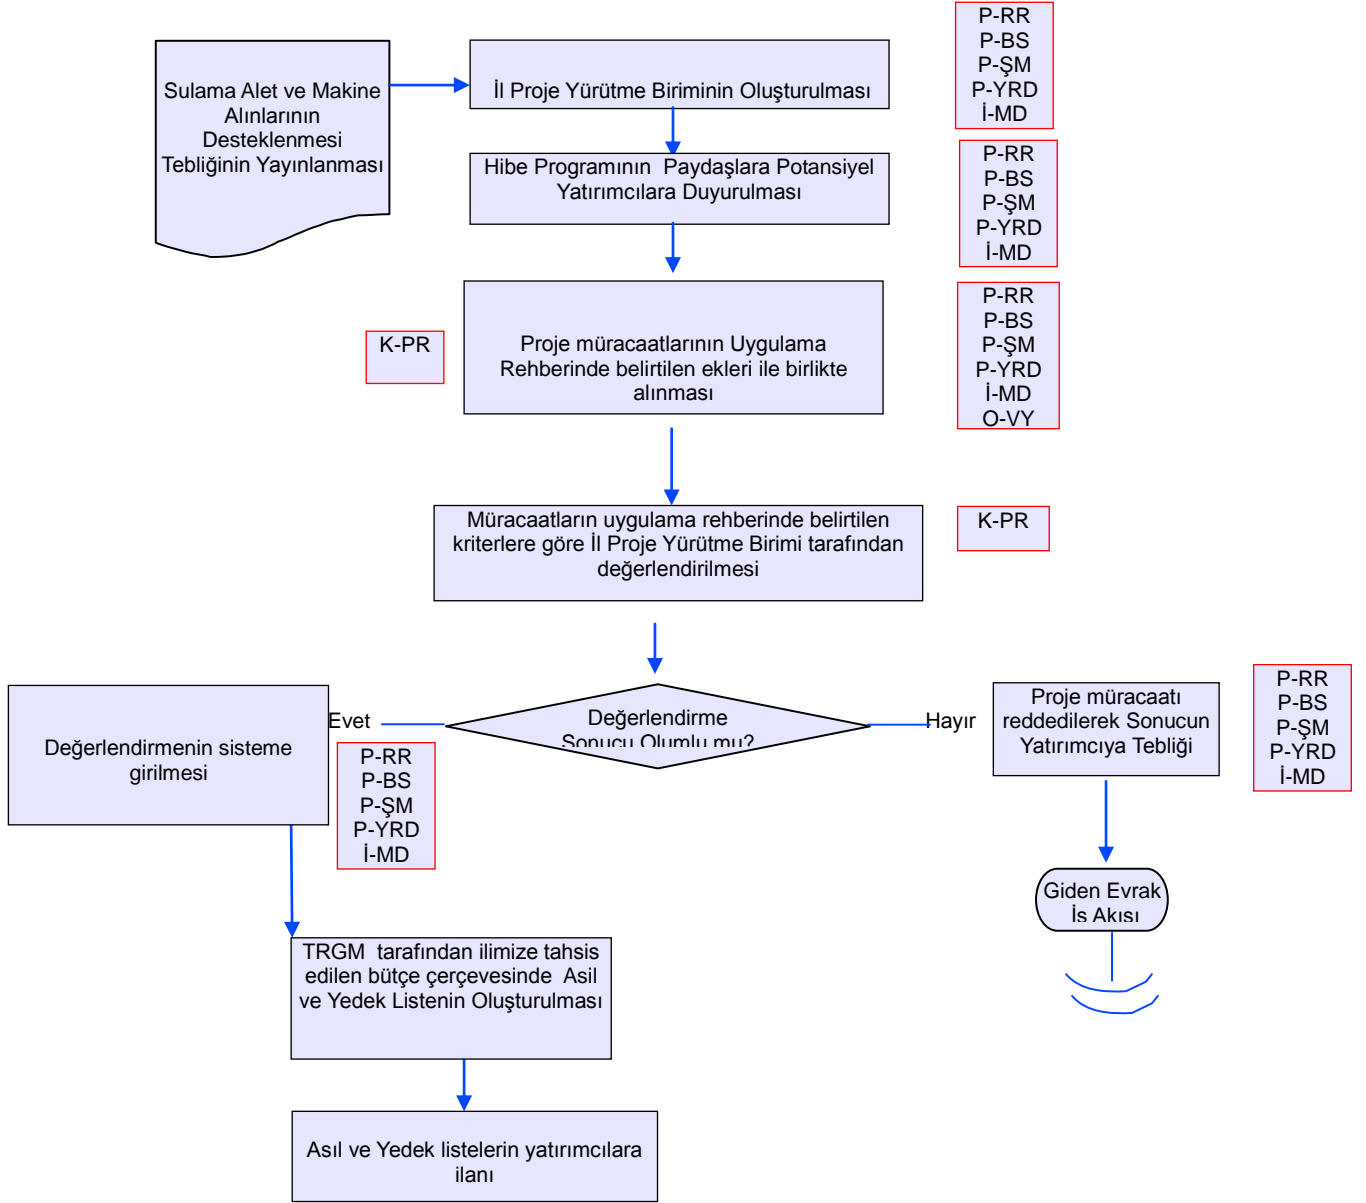 P-RR
P-BS
P-ŞM
P-YRD
İ-MD
Sulama Alet ve Makine
Alınlarının
Desteklenmesi
Tebliğinin Yayınlanması
İl Proje Yürütme Biriminin Oluşturulması
Hibe Programının Paydaşlara Potansiyel
Yatırımcılara Duyurulması
P-RR
P-BS
P-ŞM
P-YRD
İ-MD
K-PR
Proje müracaatlarının Uygulama
Rehberinde belirtilen ekleri ile birlikte
alınması
P-RR
P-BS
P-ŞM
P-YRD
İ-MD
O-VY
Müracaatların uygulama rehberinde belirtilen
kriterlere göre İl Proje Yürütme Birimi tarafından
değerlendirilmesi
K-PR
Değerlendirmenin sisteme
girilmesi
Evet
P-RR
P-BS
P-ŞM
P-YRD
İ-MD
Değerlendirme
Sonucu Olumlu mu?
Hayır
Proje müracaatı
reddedilerek Sonucun
Yatırımcıya Tebliği
P-RR
P-BS
P-ŞM
P-YRD
İ-MD
Giden Evrak
İş Akışı
TRGM tarafından ilimize tahsis
edilen bütçe çerçevesinde Asil
ve Yedek Listenin Oluşturulması
Asıl ve Yedek listelerin yatırımcılara
ilanı